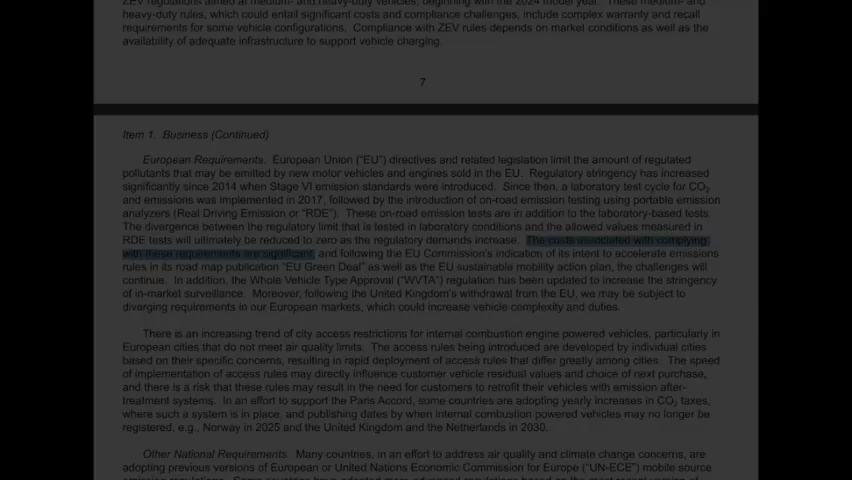 ZEV regulations aimed at medium- and heavy-duty vehicles, beginning with the 2024 model year. These medium- and
heavy-duty rules, which could entail significant costs and compliance challenges, include complex warranty and recall
requirements for some vehicle configurations. Compliance with ZEV rules depends on market conditions as well as the
availability of adequate infrastructure to support vehicle charging.
7
Item 1. Business (Continued)
European Requirements. European Union (“EU”) directives and related legislation limit the amount of regulated
pollutants that may be emitted by new motor vehicles and engines sold in the EU. Regulatory stringency has increased
significantly since 2014 when Stage VI emission standards were introduced. Since then, a laboratory test cycle for CO2
and emissions was implemented in 2017, followed by the introduction of on-road emission testing using portable emission
analyzers (Real Driving Emission or “RDE”). These on-road emission tests are in addition to the laboratory-based tests.
The divergence between the regulatory limit that is tested in laboratory conditions and the allowed values measured in
RDE tests will ultimately be reduced to zero as the regulatory demands increase. The costs associated with complying
with these requirements are significant, and following the EU Commission’s indication of its intent to accelerate emissions
rules in its road map publication “EU Green Deal” as well as the EU sustainable mobility action plan, the challenges will
continue. In addition, the Whole Vehicle Type Approval (“WVTA”) regulation has been updated to increase the stringency
of in-market surveillance. Moreover, following the United Kingdom’s withdrawal from the EU, we may be subject to
diverging requirements in our European markets, which could increase vehicle complexity and duties.
There is an increasing trend of city access restrictions for internal combustion engine powered vehicles, particularly in
European cities that do not meet air quality limits. The access rules being introduced are developed by individual cities
based on their specific concerns, resulting in rapid deployment of access rules that differ greatly among cities. The speed
of implementation of access rules may directly influence customer vehicle residual values and choice of next purchase,
and there is a risk that these rules may result in the need for customers to retrofit their vehicles with emission after-
treatment systems. In an effort to support the Paris Accord, some countries are adopting yearly increases in CO2 taxes,
where such a system is in place, and publishing dates by when internal combustion powered vehicles may no longer be
registered, e.g., Norway in 2025 and the United Kingdom and the Netherlands in 2030.
Other National Requirements. Many countries, in an effort to address air quality and climate change concerns, are
adopting previous versions of European or United Nations Economic Commission for Europe (“UN-ECE”) mobile source